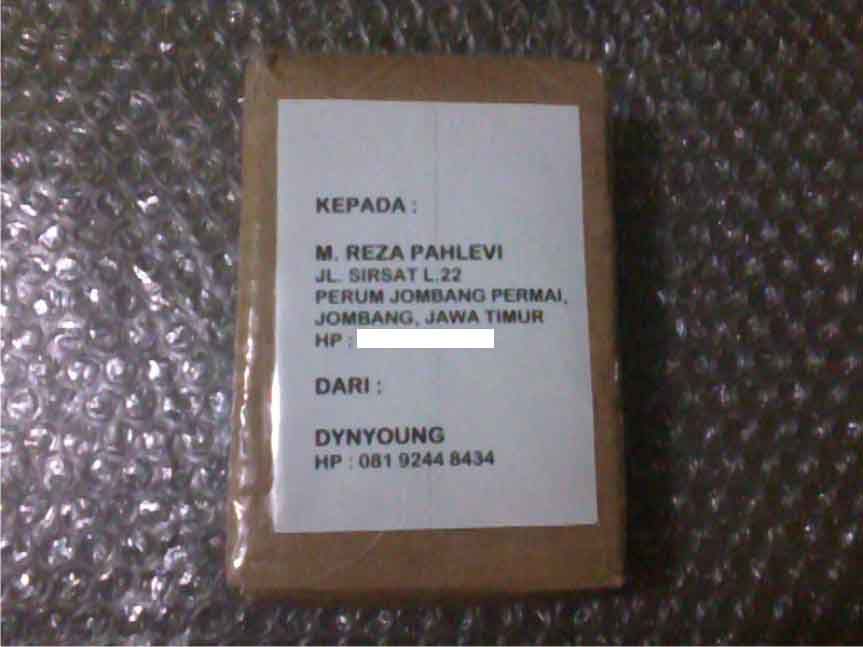 KEPADA :
M. REZA PAHLEVI
JL. SIRSAT L.22
PERUM JOMBANG PERMAI,
JOMBANG, JAWA TIMUR
HP :
DARI :
DYNYOUNG
HP : 081 9244 8434